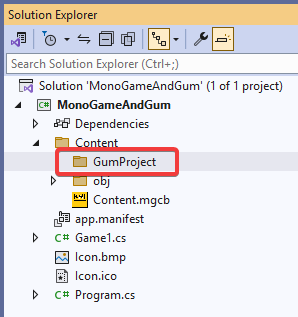 Solution Explorer
Search Solution Explorer (Ctrl+;)
Solution 'MonoGameAndGum' (1 of 1 project)
C# MonoGameAndGum
Dependencies
Content
GumProject
obj
Content.mgcb
app.manifest
C# Game1.cs
Icon.bmp
Icon.ico
C# Program.cs